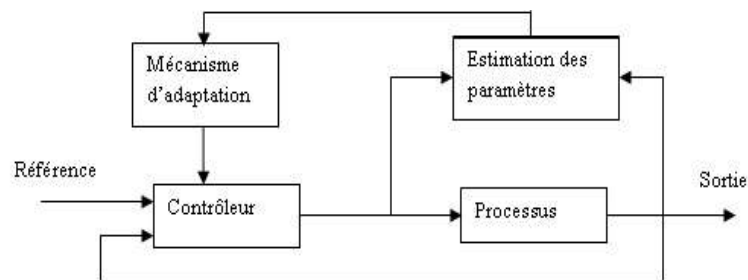 Mécanisme
d'adaptation
Estimation des
paramètres
Référence
Contrôleur
Processus
Sortie